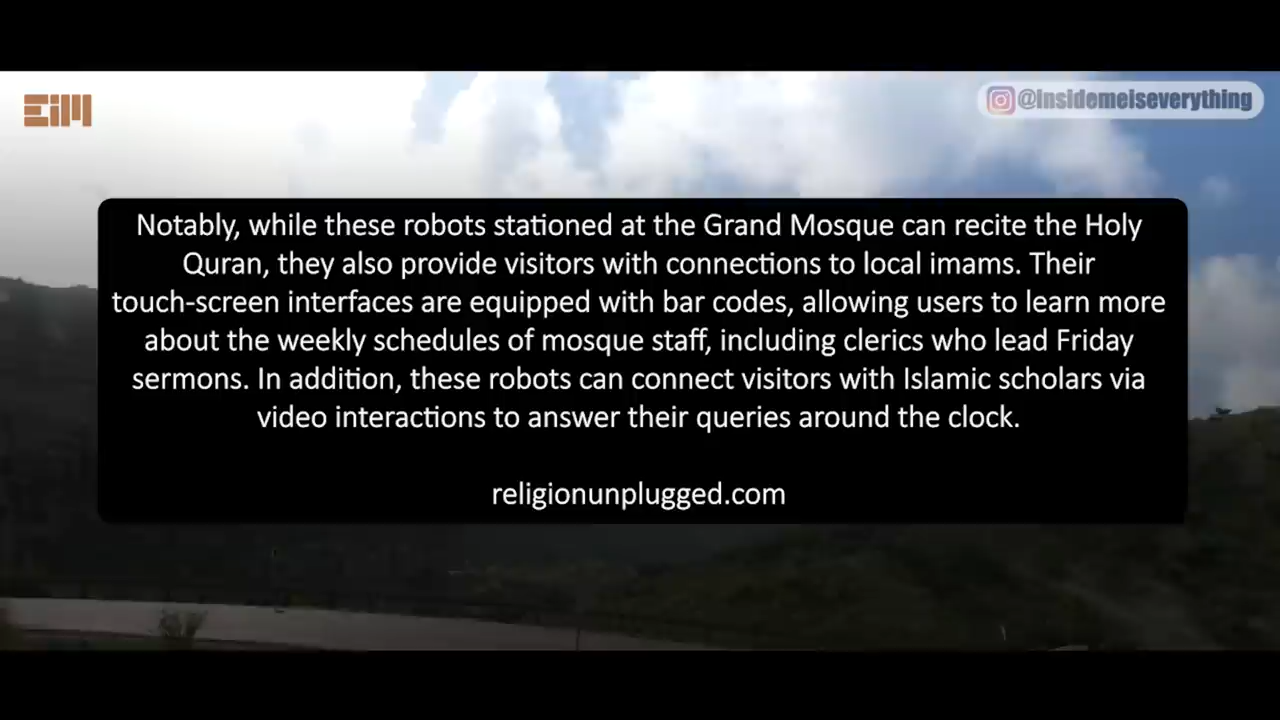 EiM
@Insidemeiseverything
Notably, while these robots stationed at the Grand Mosque can recite the Holy
Quran, they also provide visitors with connections to local imams. Their
touch-screen interfaces are equipped with bar codes, allowing users to learn more
about the weekly schedules of mosque staff, including clerics who lead Friday
sermons. In addition, these robots can connect visitors with Islamic scholars via
video interactions to answer their queries around the clock.
religionunplugged.com